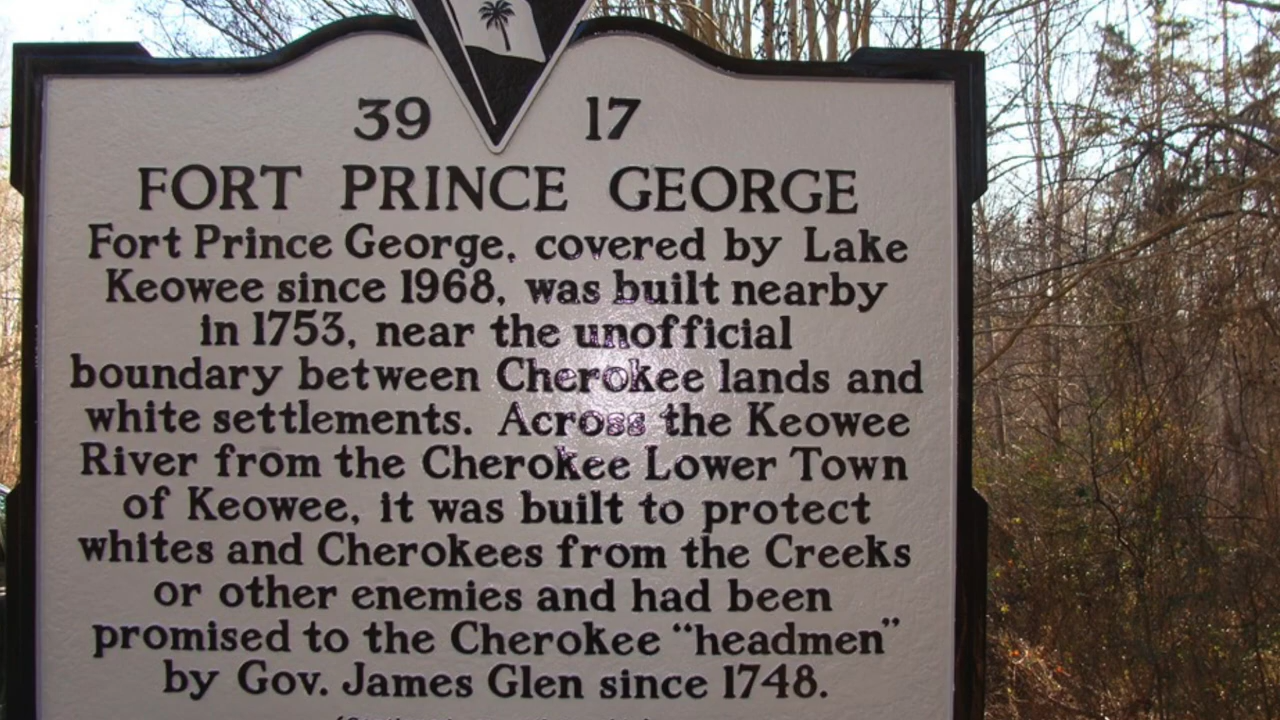 39 17
FORT PRINCE GEORGE
Fort Prince George, covered by Lake
Keowee since 1968, was built nearby
in 1753, near the unofficial
boundary between Cherokee lands and
white settlements. Across the Keowee
River from the Cherokee Lower Town
of Keowee, it was built to protect
whites and Cherokees from the Creeks
or other enemies and had been
promised to the Cherokee “headmen”
by Gov. James Glen since 1748.